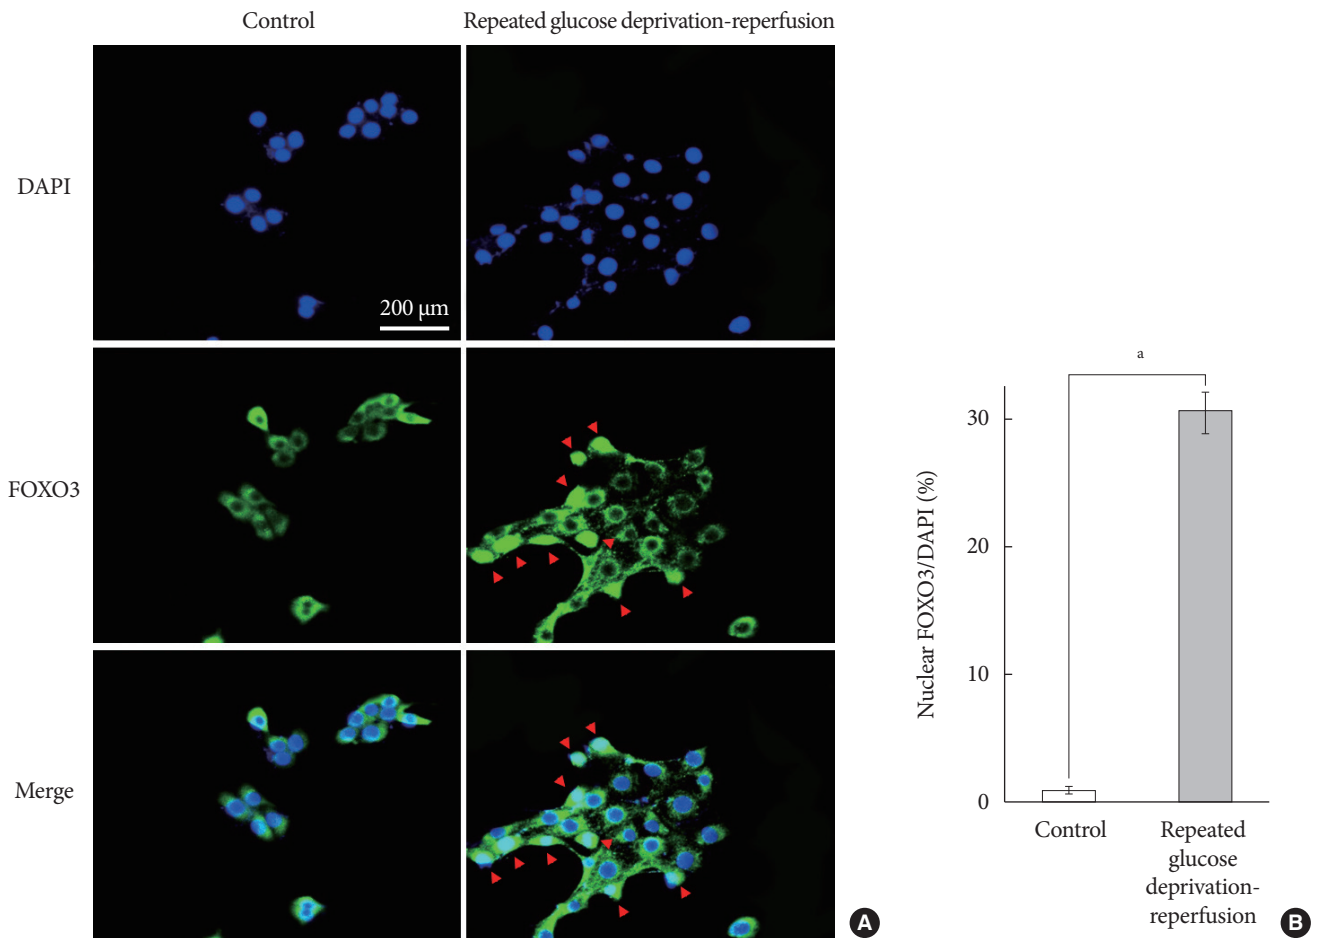 Control
Repeated glucose deprivation-reperfusion
DAPI
200 µm
FOXO3
Merge
A
a
Nuclear FOXO3/DAPI (%)
30
20
10
0
Control
Repeated
glucose
deprivation-
reperfusion
B